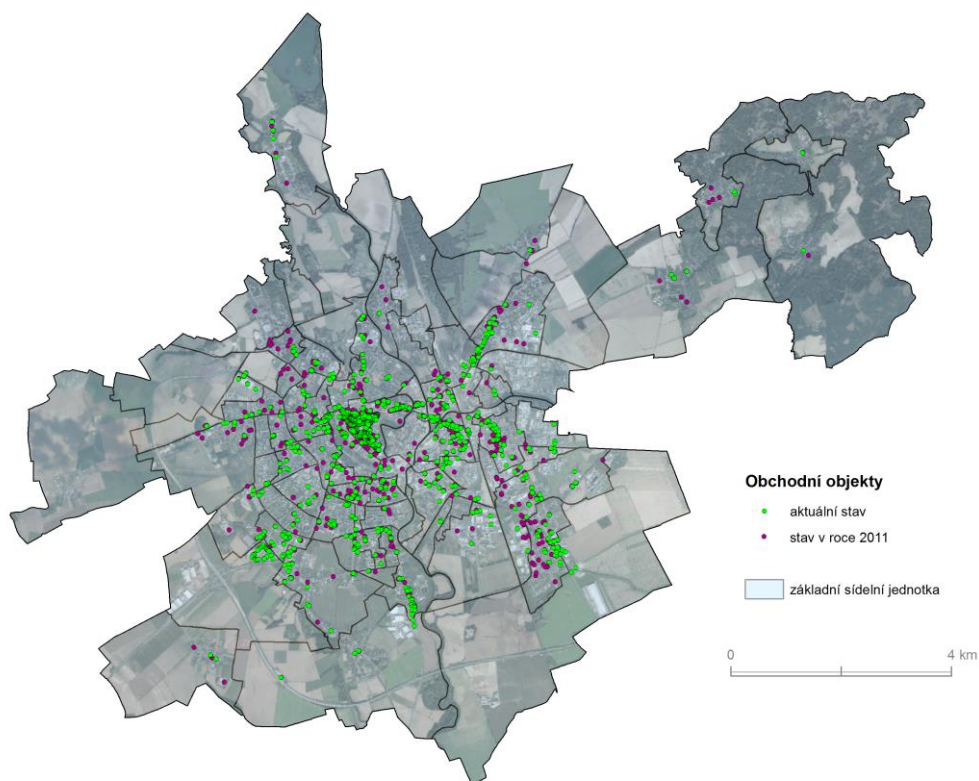 Obchodní objekty
aktuální stav
stav v roce 2011
základní sídelní jednotka
0
4 km